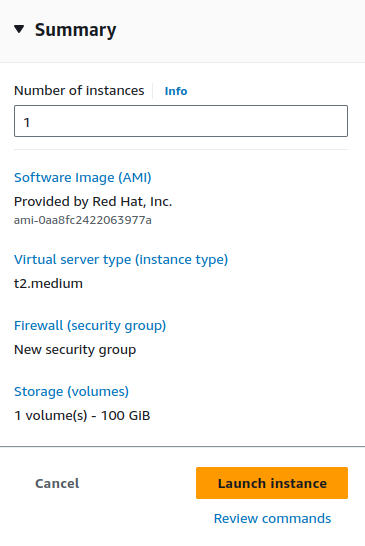 Summary
Number of instances Info
1
Software Image (AMI)
Provided by Red Hat, Inc.
ami-0aa8fc2422063977a
Virtual server type (instance type)
t2.medium
Firewall (security group)
New security group
Storage (volumes)
1 volume(s) - 100 GiB
Cancel Launch instance
Review commands